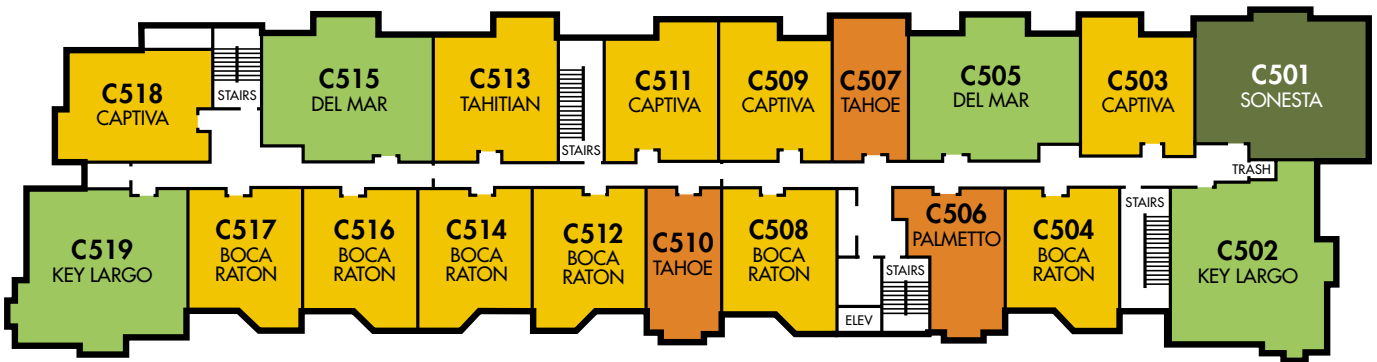 C518
CAPTIVA
STAIRS
C515
DEL MAR
C513
TAHITIAN
STAIRS
C511
CAPTIVA
C509
CAPTIVA
C507
TAHOE
C505
DEL MAR
C503
CAPTIVA
C501
SONESTA
TRASH
C519
KEY LARGO
C517
BOCA
RATON
C516
BOCA
RATON
C514
BOCA
RATON
C512
BOCA
RATON
C510
TAHOE
C508
BOCA
RATON
ELEV
STAIRS
C506
PALMETTO
C504
BOCA
RATON
STAIRS
C502
KEY LARGO